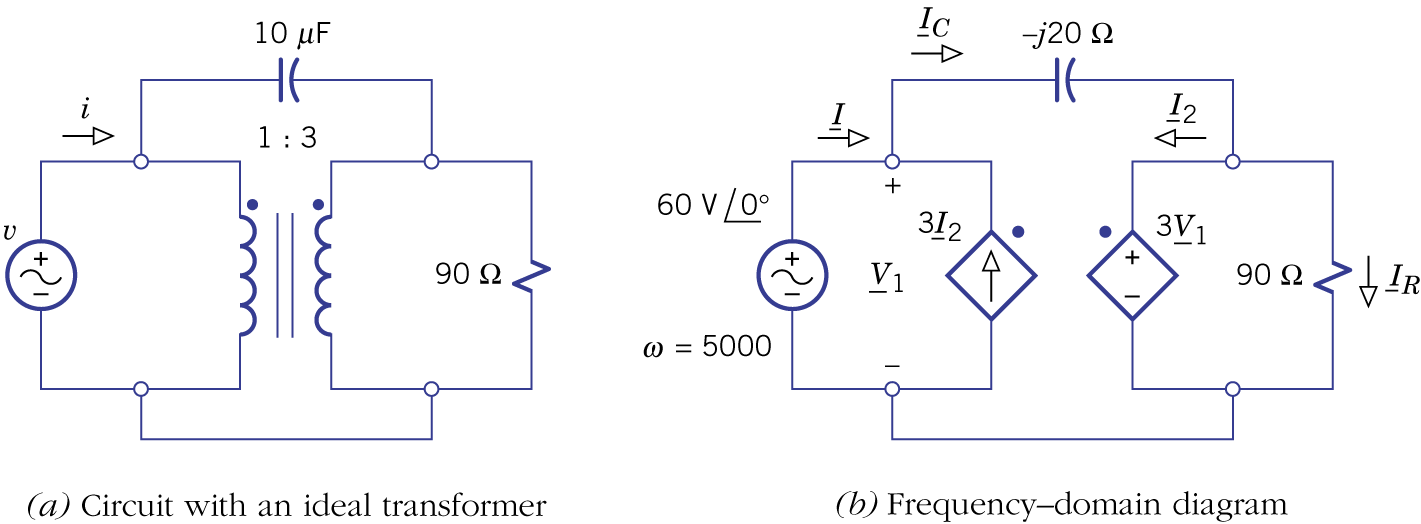 10 μF
i
1 : 3
v
+
−
90 Ω
(a) Circuit with an ideal transformer
I_C
−j20 Ω
I
I_2
+
60 V /0°
3I_2
3V_1
+
−
V_1
+
−
90 Ω
I_R
ω = 5000
−
(b) Frequency–domain diagram